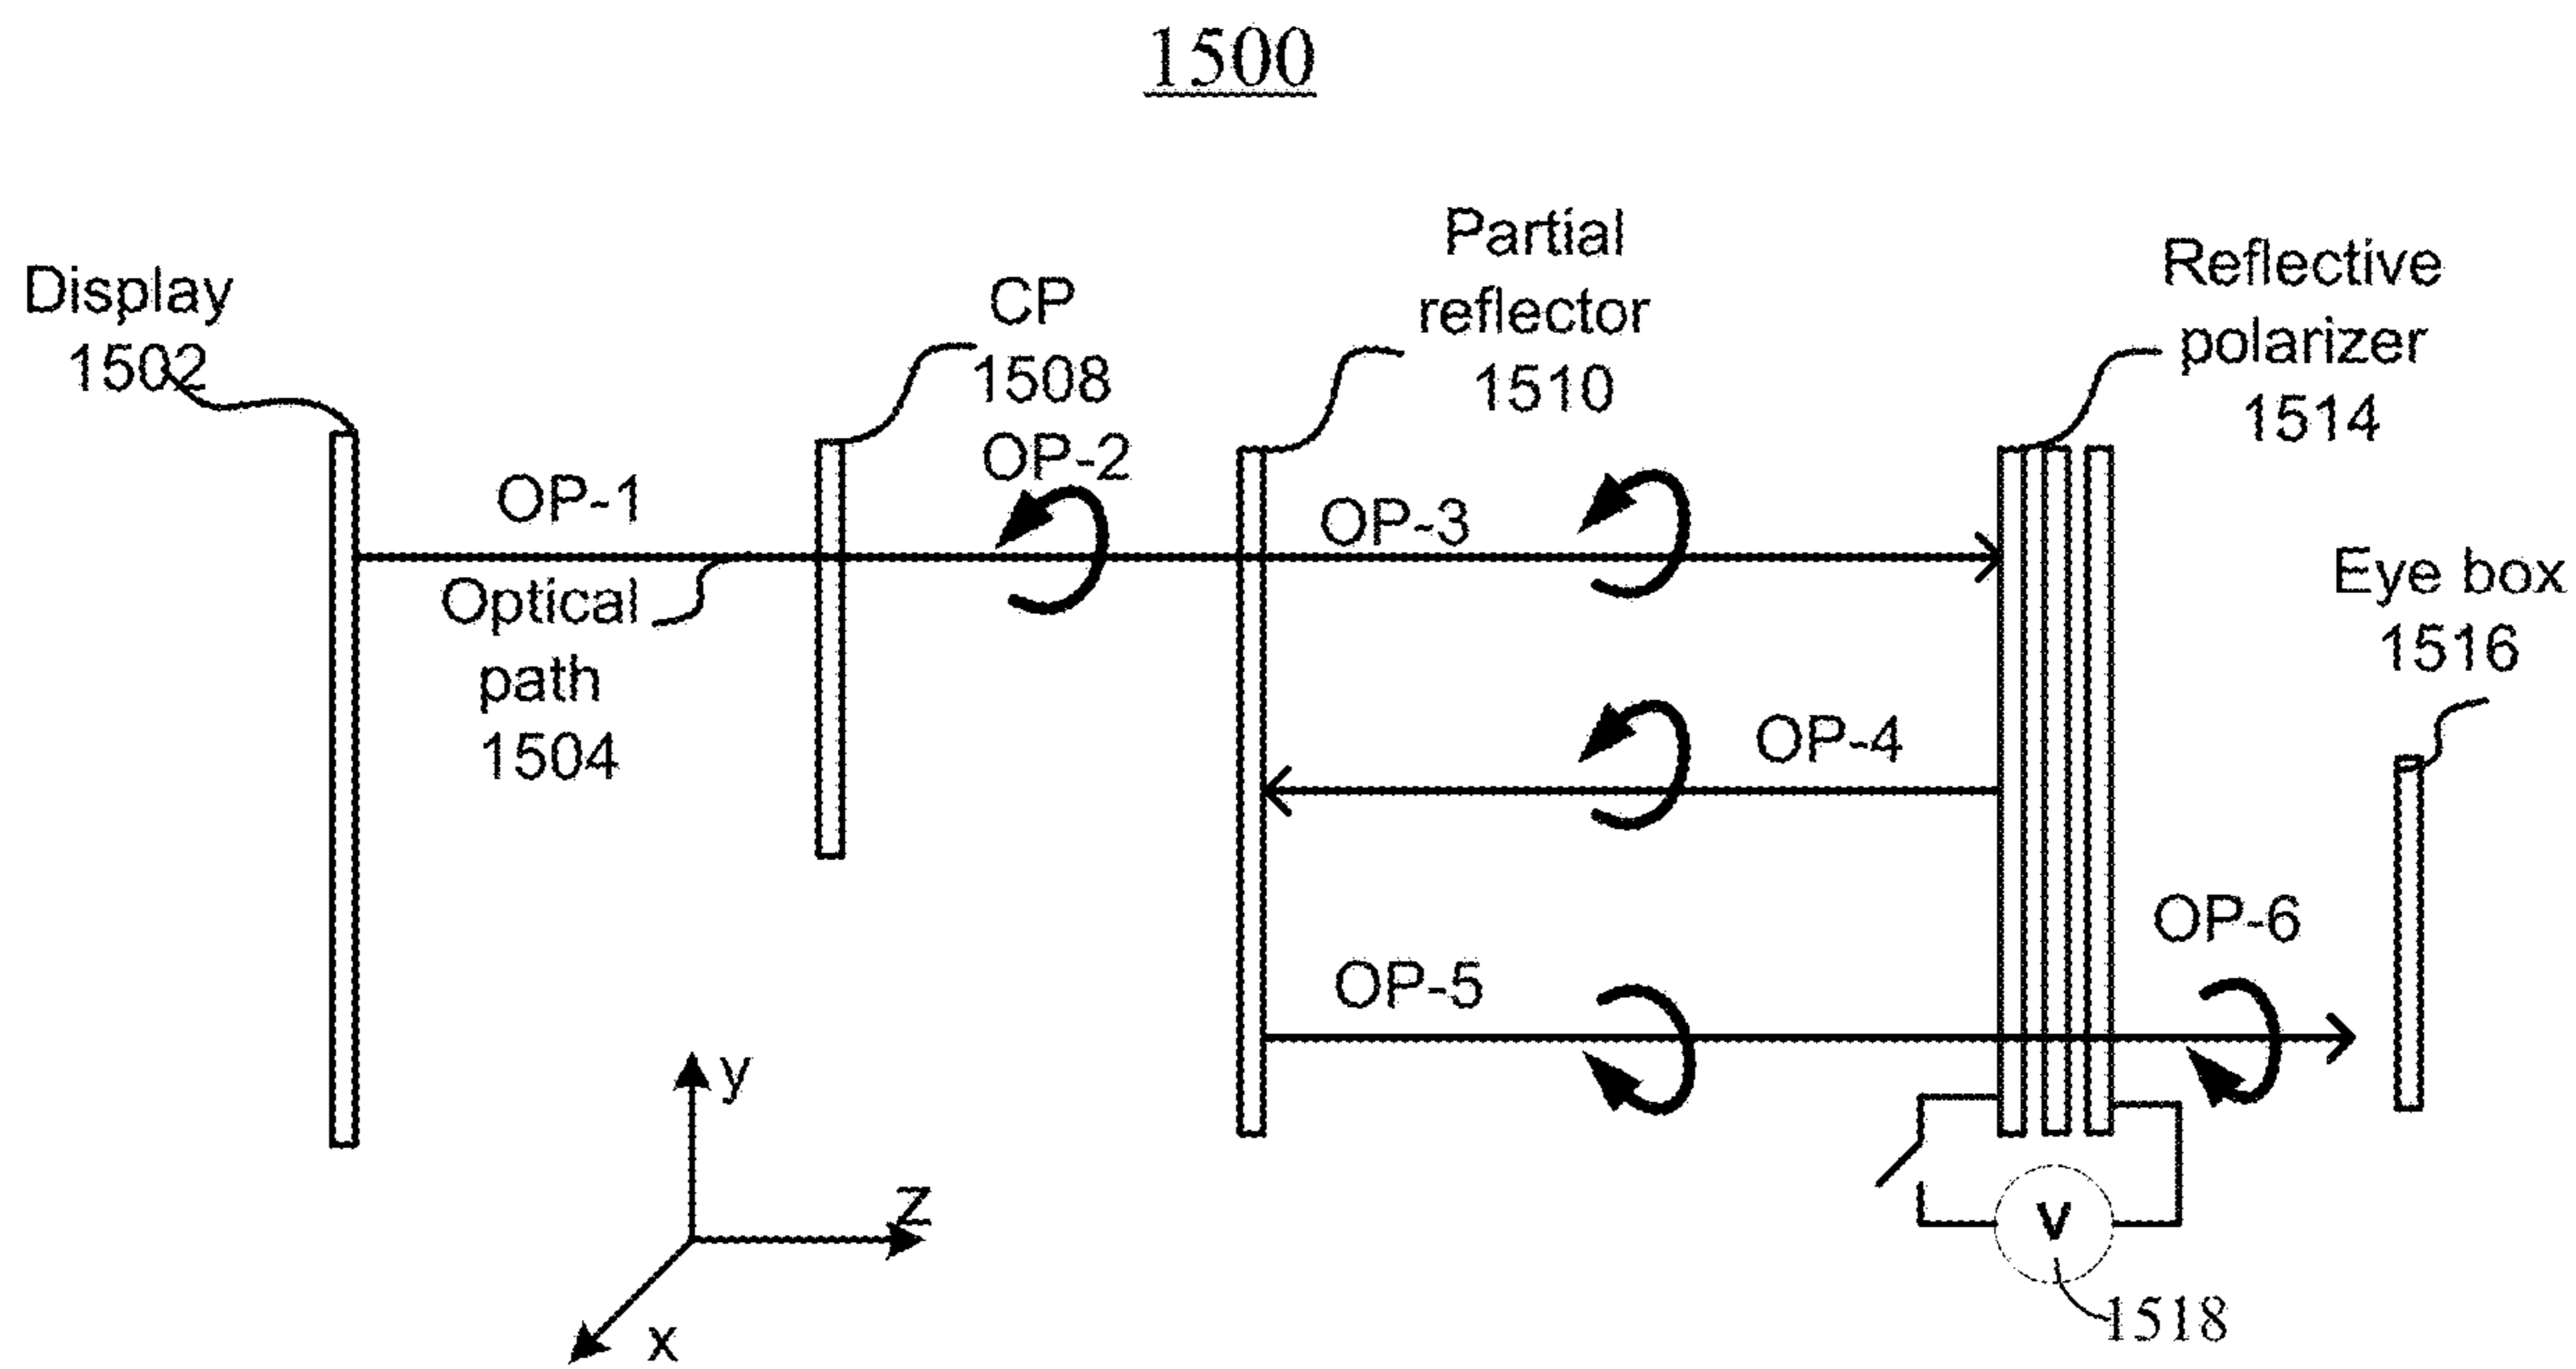 1500
Display
1502
CP
1508
OP-2
Partial
reflector
1510
Reflective
polarizer
1514
OP-1
OP-3
Optical
path
1504
Eye box
1516
OP-4
OP-5
OP-6
y
z
x
V
1518